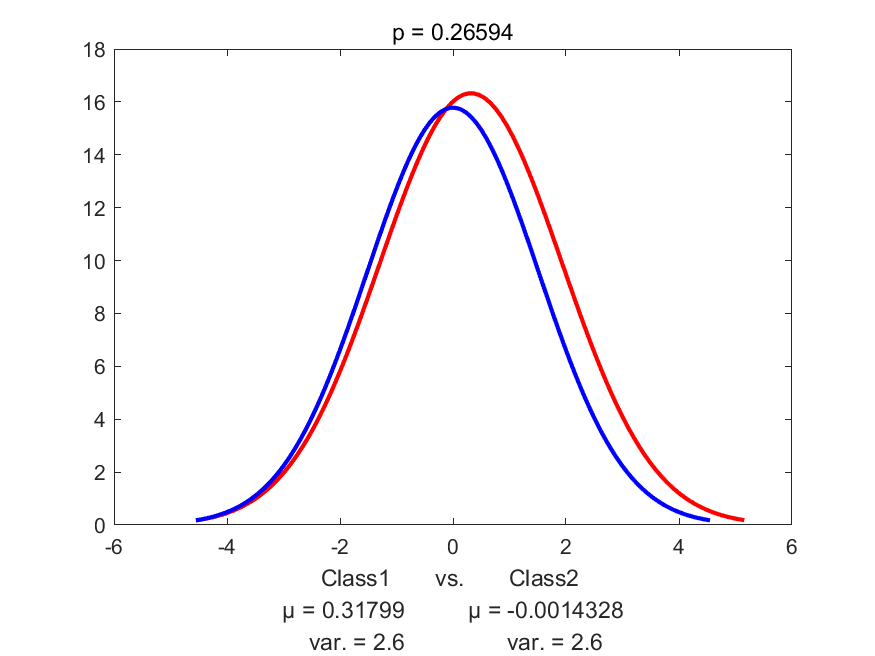 p = 0.26594
18
16
14
12
10
8
6
4
2
0
-6 -4 -2 0 2 4 6
Class1 vs. Class2
μ = 0.31799 μ = -0.0014328
var. = 2.6 var. = 2.6